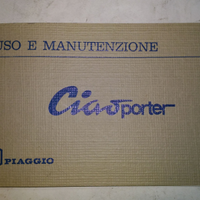 USO E MANUTENZIONE
Ciao porter
PIAGGIO